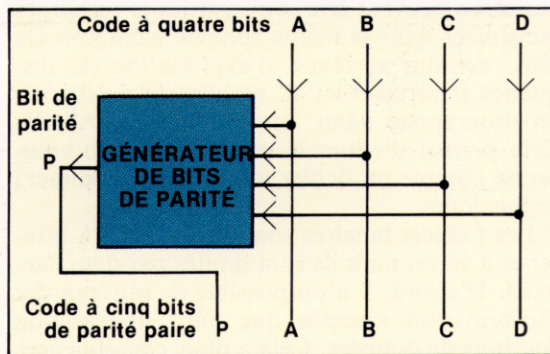 Code à quatre bits A B C D
Bit de
parité
P
GÉNÉRATEUR
DE BITS
DE PARITÉ
Code à cinq bits
de parité paire P A B C D